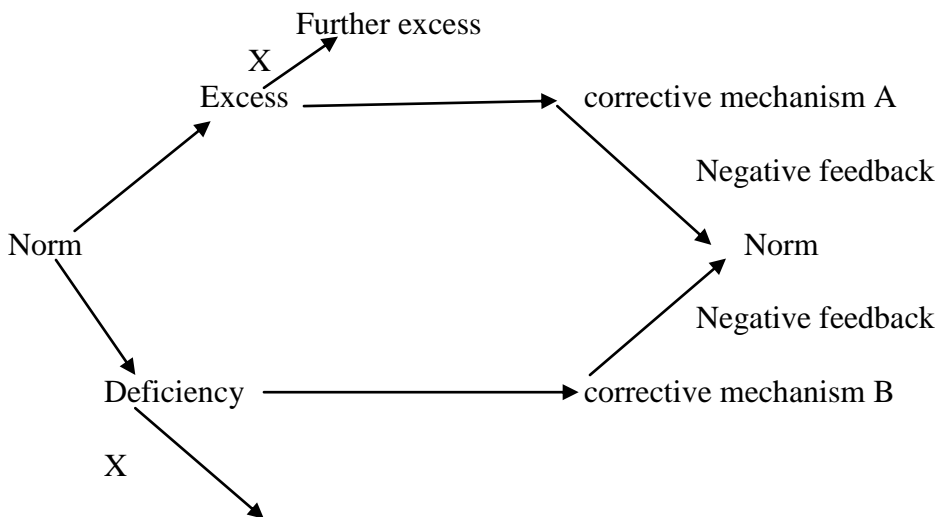 Further excess
X
Excess
corrective mechanism A
Negative feedback
Norm
Norm
Negative feedback
Deficiency
corrective mechanism B
X